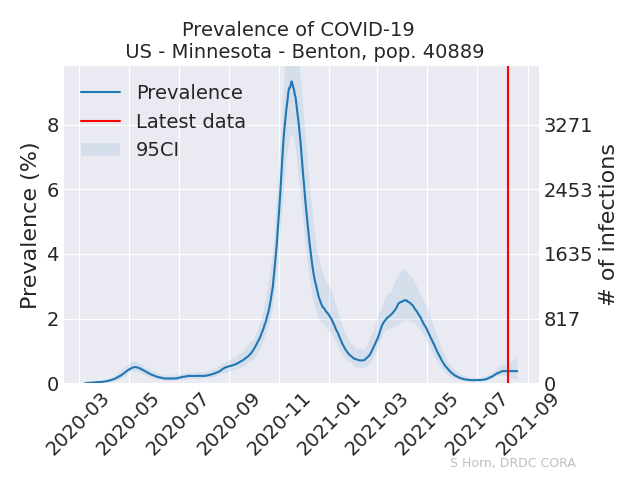 Prevalence of COVID-19
US - Minnesota - Benton, pop. 40889
Prevalence
Latest data
95CI
Prevalence (%)
8
6
4
2
0
# of infections
3271
2453
1635
817
0
2020-03
2020-05
2020-07
2020-09
2020-11
2021-01
2021-03
2021-05
2021-07
2021-09
S Horn, DRDC CORA